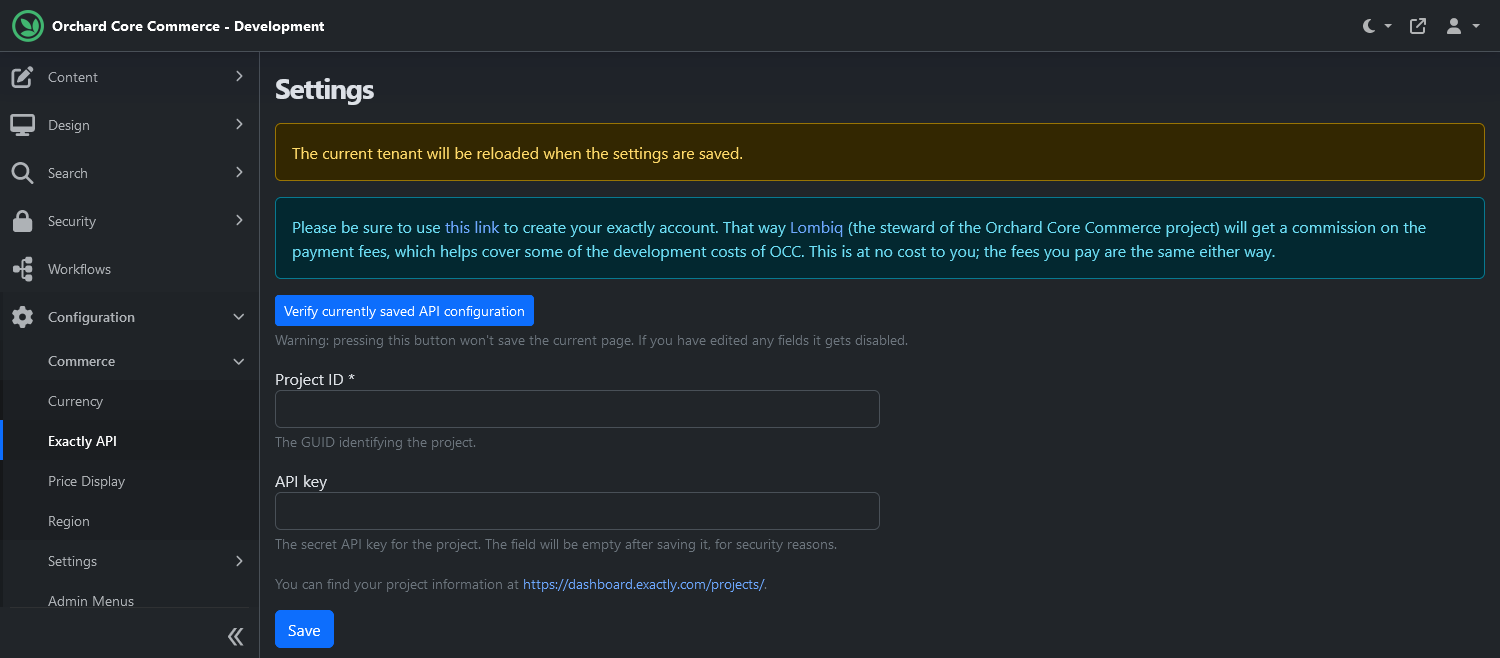 Orchard Core Commerce - Development
Content
Design
Search
Security
Workflows
Configuration
Commerce
Currency
Exactly API
Price Display
Region
Settings
Admin Menus
Settings
The current tenant will be reloaded when the settings are saved.
Please be sure to use this link to create your exactly account. That way Lombiq (the steward of the Orchard Core Commerce project) will get a commission on the
payment fees, which helps cover some of the development costs of OCC. This is at no cost to you; the fees you pay are the same either way.
Verify currently saved API configuration
Warning: pressing this button won't save the current page. If you have edited any fields it gets disabled.
Project ID *
The GUID identifying the project.
API key
The secret API key for the project. The field will be empty after saving it, for security reasons.
You can find your project information at https://dashboard.exactly.com/projects/.
Save